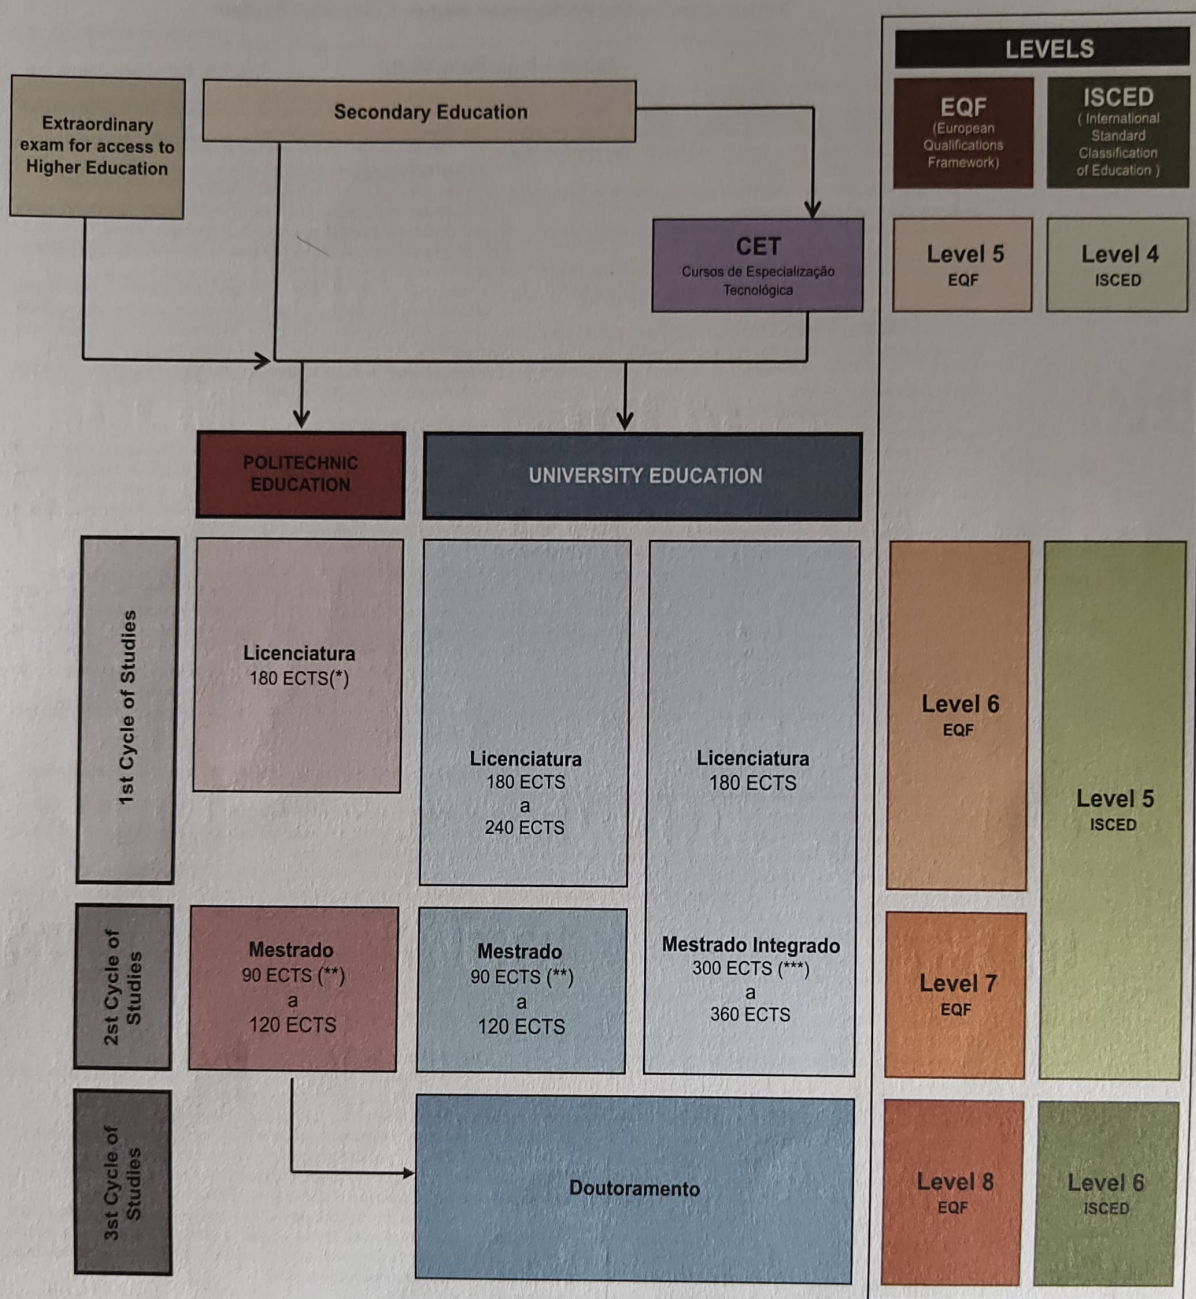 LEVELS
Extraordinary
exam for access to
Higher Education
Secondary Education
EQF
(European
Qualifications
Framework)
ISCED
( International
Standard
Classification
of Education )
CET
Cursos de Especialização
Tecnológica
Level 5
EQF
Level 4
ISCED
POLITECHNIC
EDUCATION
UNIVERSITY EDUCATION
1st Cycle of Studies
Licenciatura
180 ECTS(*)
Licenciatura
180 ECTS
a
240 ECTS
Licenciatura
180 ECTS
Level 6
EQF
Level 5
ISCED
2st Cycle of
Studies
Mestrado
90 ECTS (**)
a
120 ECTS
Mestrado
90 ECTS (**)
a
120 ECTS
Mestrado Integrado
300 ECTS (***)
a
360 ECTS
Level 7
EQF
3st Cycle of
Studies
Doutoramento
Level 8
EQF
Level 6
ISCED